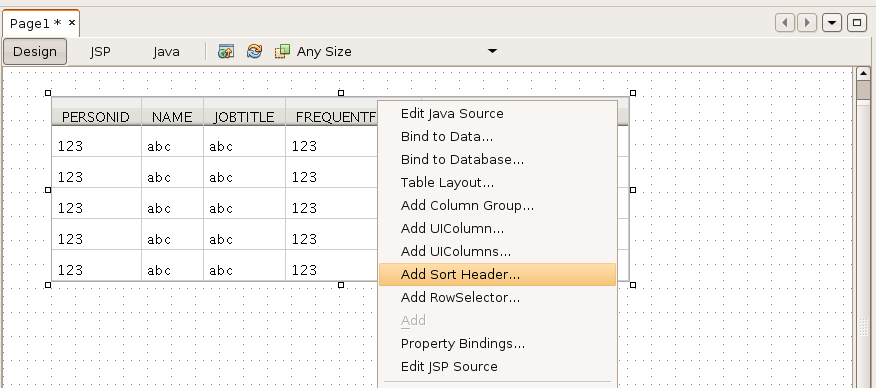 Page1 * ×
Design JSP Java Any Size
PERSONID NAME JOBTITLE FREQUENTF
123 abc abc 123
123 abc abc 123
123 abc abc 123
123 abc abc 123
123 abc abc 123
Edit Java Source
Bind to Data...
Bind to Database...
Table Layout...
Add Column Group...
Add UIColumn...
Add UIColumns...
Add Sort Header...
Add RowSelector...
Add
Property Bindings...
Edit JSP Source